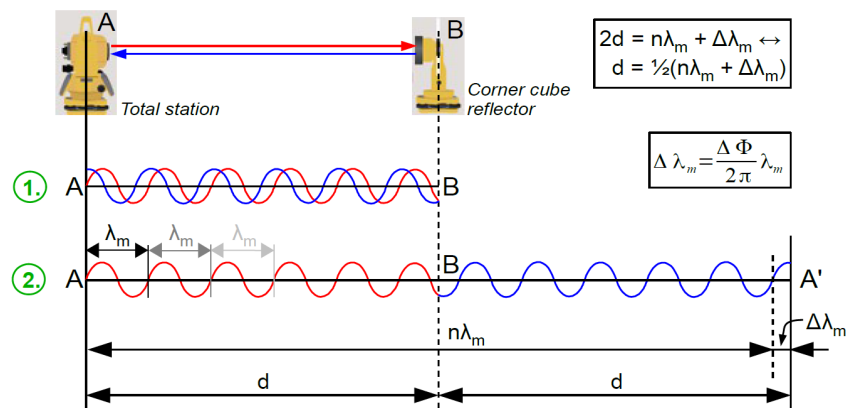 A
B
Total station
Corner cube
reflector
2d = nλm + Δλm ↔
d = ½(nλm + Δλm)
Δ λm = ΔΦ/2π λm
1.
A
B
λm
λm
λm
2.
A
B
A'
nλm
Δλm
d
d